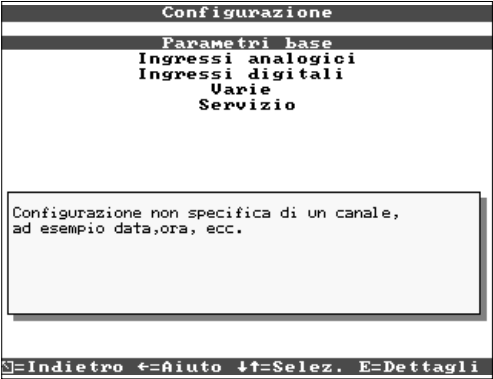 Configurazione
Parametri base
Ingressi analogici
Ingressi digitali
Varie
Servizio
Configurazione non specifica di un canale,
ad esempio data,ora, ecc.
=Indietro ←=Aiuto ↓↑=Selez. E=Dettagli